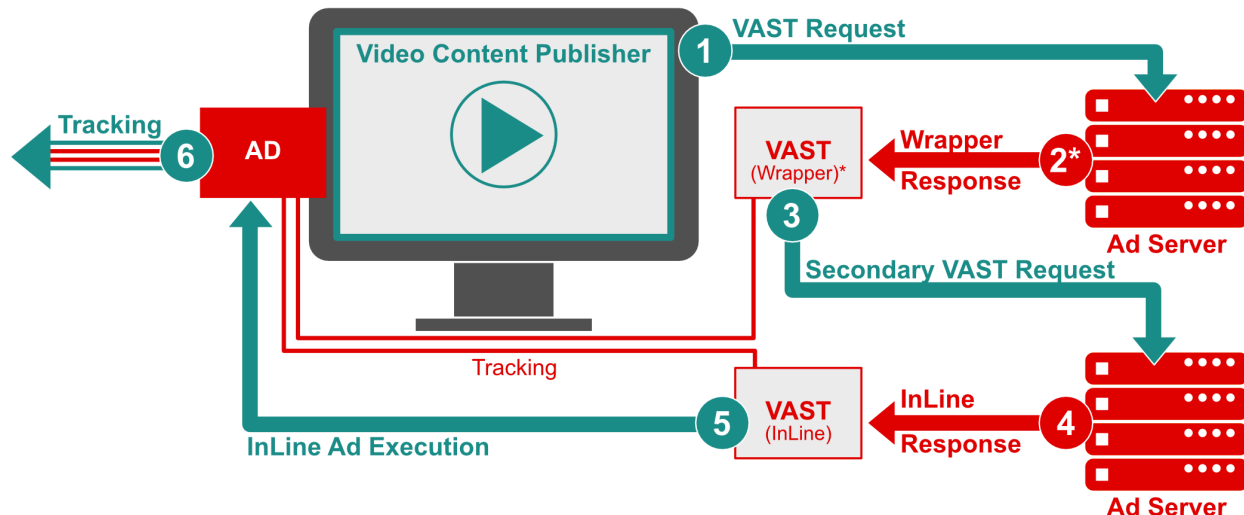 1
VAST Request
Video Content Publisher
Tracking
6
AD
VAST
(Wrapper)*
Wrapper
Response
2*
Ad Server
3
Secondary VAST Request
Tracking
VAST
(InLine)
5
InLine Ad Execution
InLine
Response
4
Ad Server